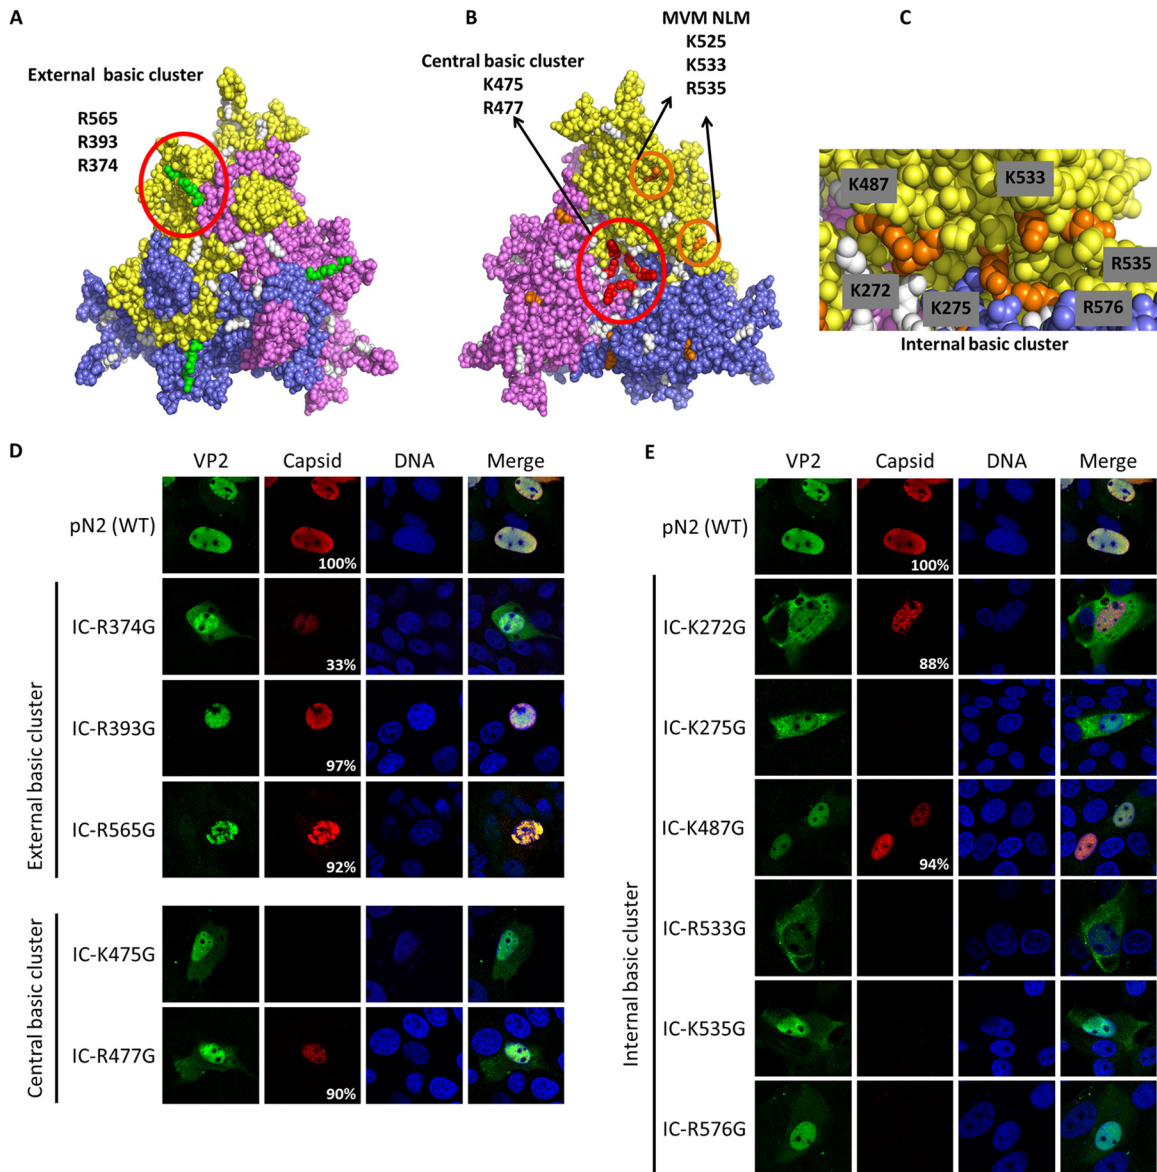 A
External basic cluster
R565
R393
R374
B
Central basic cluster
K475
R477
MVM NLM
K525
K533
R535
C
K487
K533
R535
K272
K275
R576
Internal basic cluster
D
VP2 Capsid DNA Merge
pN2 (WT)
100%
External basic cluster
IC-R374G
33%
IC-R393G
97%
IC-R565G
92%
Central basic cluster
IC-K475G
IC-R477G
90%
E
VP2 Capsid DNA Merge
pN2 (WT)
100%
Internal basic cluster
IC-K272G
88%
IC-K275G
IC-K487G
94%
IC-R533G
IC-K535G
IC-R576G